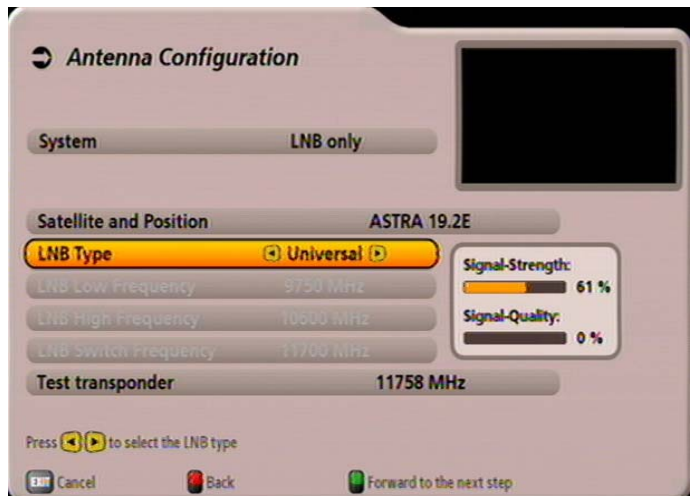 Antenna Configuration
System LNB only
Satellite and Position ASTRA 19.2E
LNB Type Universal
LNB Low Frequency 9750 MHz
LNB High Frequency 10600 MHz
LNB Switch Frequency 11700 MHz
Signal-Strength:
61 %
Signal-Quality:
0 %
Test transponder 11758 MHz
Press to select the LNB type
EXIT Cancel Back Forward to the next step